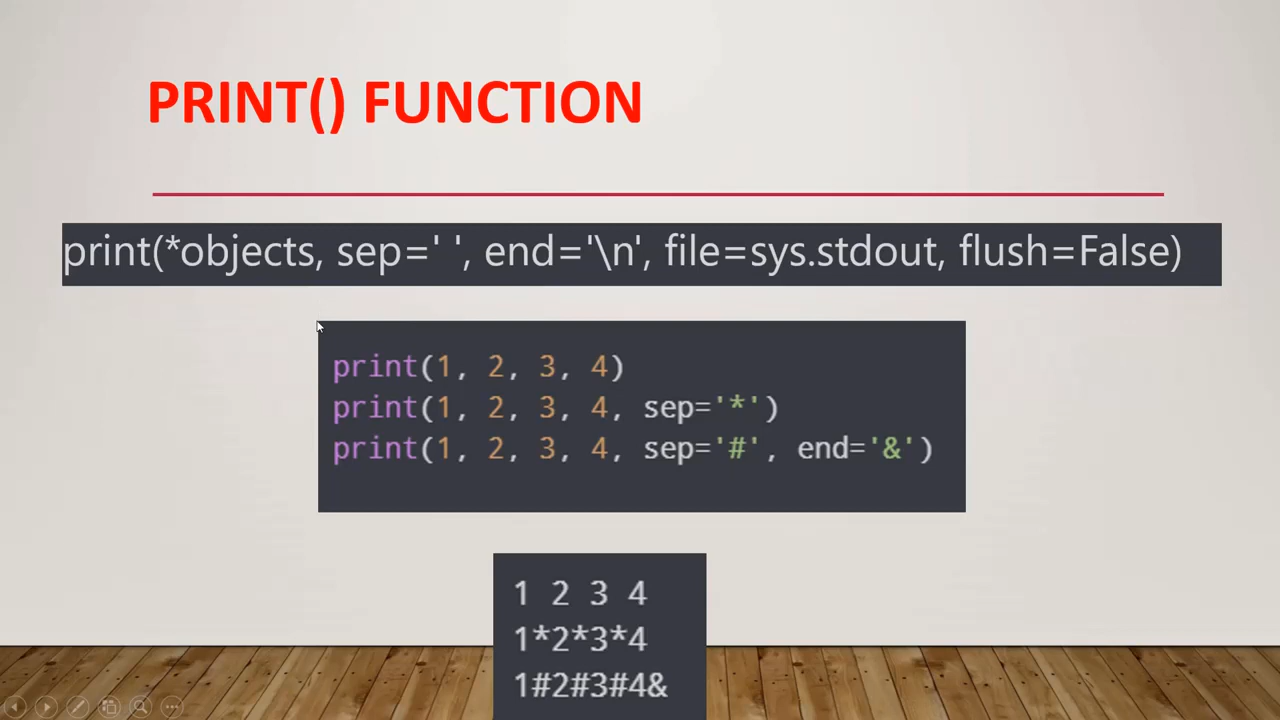 PRINT() FUNCTION
print(*objects, sep=' ', end='\n', file=sys.stdout, flush=False)
print(1, 2, 3, 4)
print(1, 2, 3, 4, sep='*')
print(1, 2, 3, 4, sep='#', end='&')
1 2 3 4
1*2*3*4
1#2#3#4&